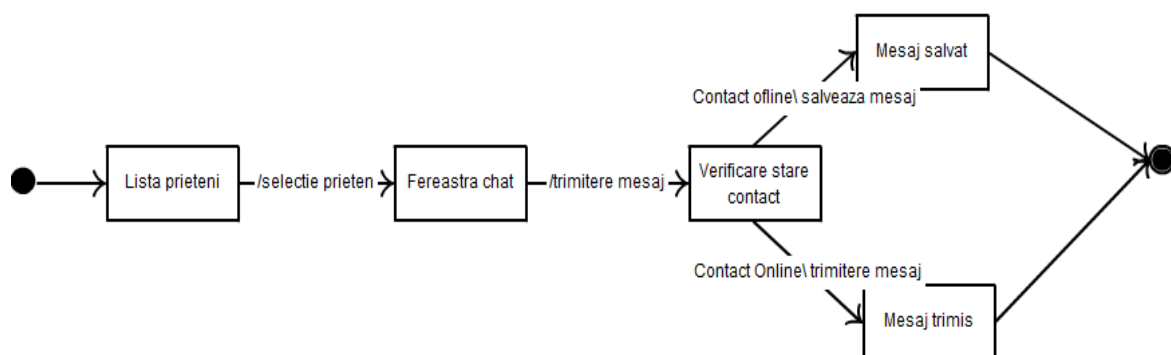 Mesaj salvat
Contact ofline\ salveaza mesaj
Lista prieteni
/selectie prieten
Fereastra chat
/trimitere mesaj
Verificare stare
contact
Contact Online\ trimitere mesaj
Mesaj trimis